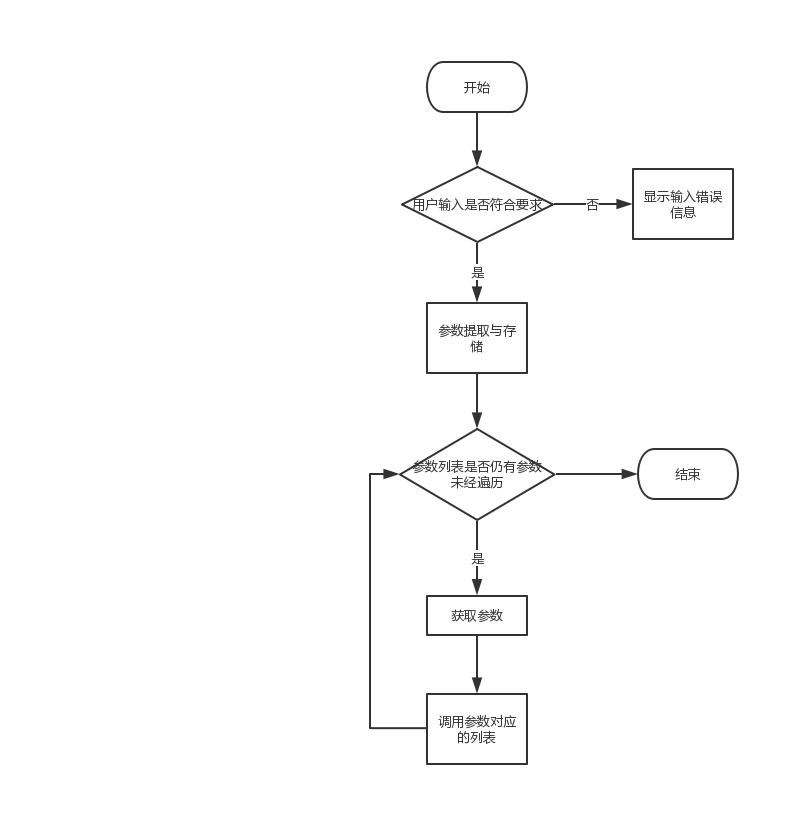 开始
用户输入是否符合要求
否
显示输入错误
信息
是
参数提取与存
储
参数列表是否仍有参数
未经遍历
结束
是
获取参数
调用参数对应
的列表